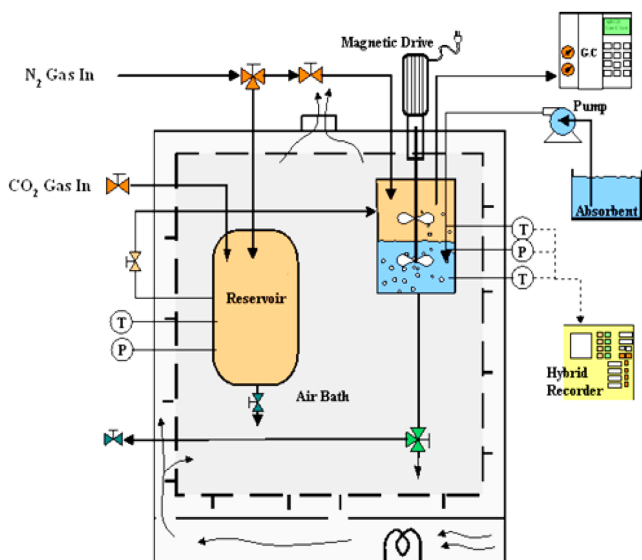 Magnetic Drive
G.C
N₂ Gas In
Pump
CO₂ Gas In
Absorbent
T
P
T
Reservoir
T
P
Air Bath
Hybrid
Recorder